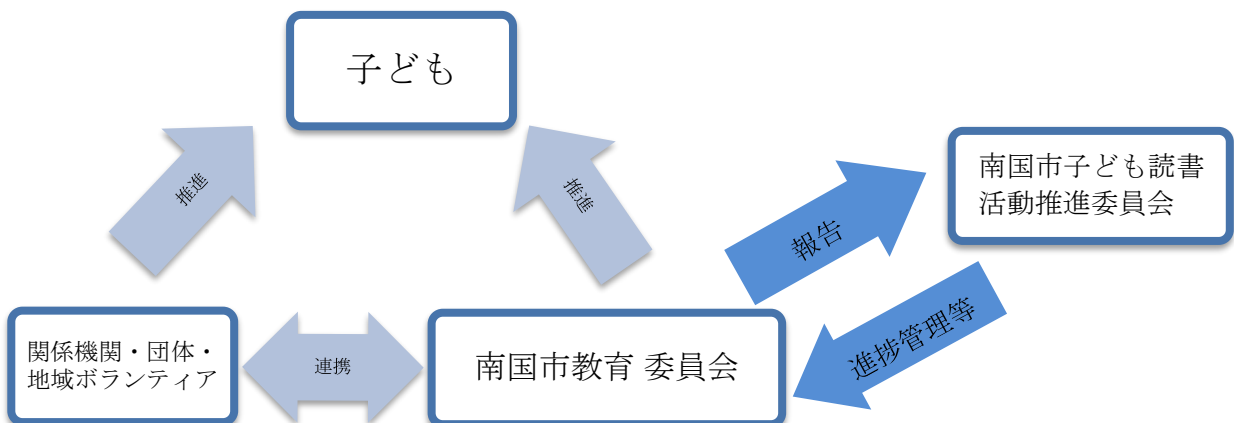 子ども
推進
推進
南国市子ども読書
活動推進委員会
報告
進捗管理等
関係機関・団体・
地域ボランティア
連携
南国市教育 委員会